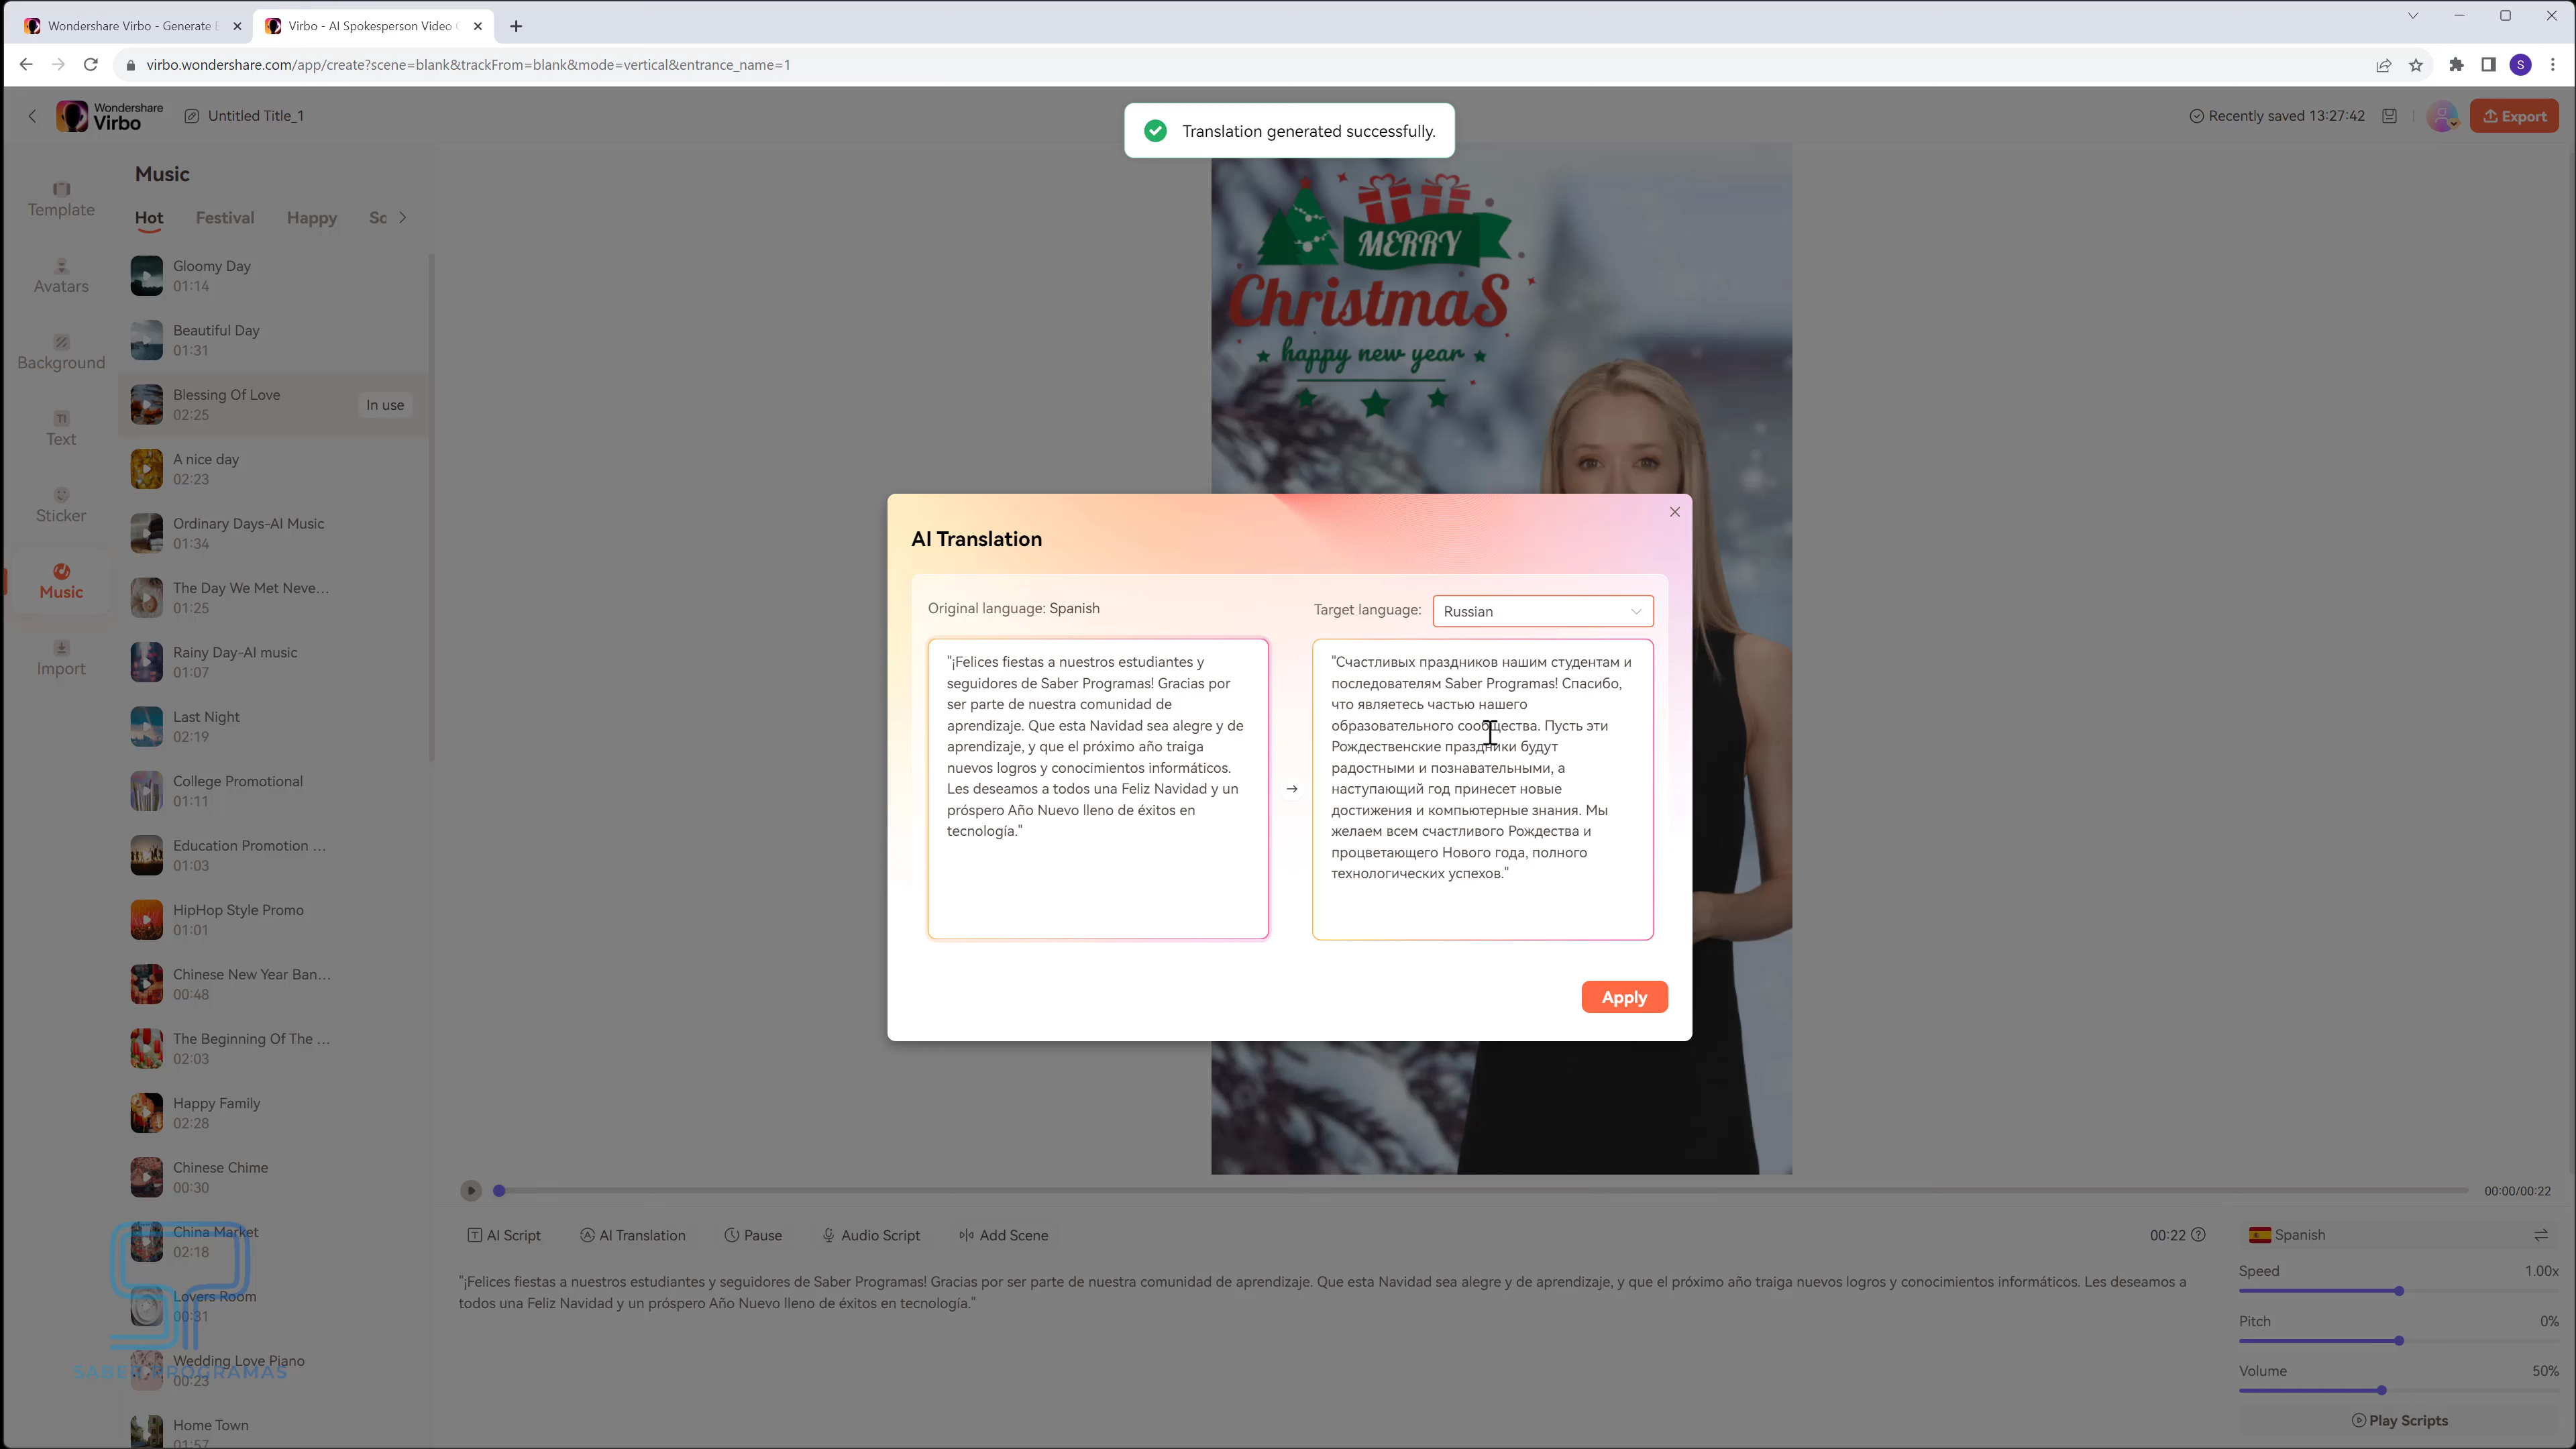 Wondershare Virbo - Generate
Virbo - AI Spokesperson Video
virbo.wondershare.com/app/create?scene=blank&trackFrom=blank&mode=vertical&entrance_name=1
S
Wondershare
Virbo
Untitled Title_1
Translation generated successfully.
Recently saved 13:27:42
Export
Template
Avatars
Background
Text
Sticker
Music
Import
Music
Hot
Festival
Happy
Sc
Gloomy Day
01:14
Beautiful Day
01:31
Blessing Of Love
02:25
In use
A nice day
02:23
Ordinary Days-AI Music
01:34
The Day We Met Neve...
01:25
Rainy Day-AI music
01:07
Last Night
02:19
College Promotional
01:11
Education Promotion ...
01:03
HipHop Style Promo
01:01
Chinese New Year Ban...
00:48
The Beginning Of The ...
02:03
Happy Family
02:28
Chinese Chime
00:30
China Market
02:18
Lovers Room
00:31
Wedding Love Piano
00:23
Home Town
01:57
SABER PROGRAMAS
MERRY
Christmas
happy new year
AI Translation
Original language: Spanish
"¡Felices fiestas a nuestros estudiantes y
seguidores de Saber Programas! Gracias por
ser parte de nuestra comunidad de
aprendizaje. Que esta Navidad sea alegre y de
aprendizaje, y que el próximo año traiga
nuevos logros y conocimientos informáticos.
Les deseamos a todos una Feliz Navidad y un
próspero Año Nuevo lleno de éxitos en
tecnología."
Target language:
Russian
"Счастливых праздников нашим студентам и
последователям Saber Programas! Спасибо,
что являетесь частью нашего
образовательного сообщества. Пусть эти
Рождественские праздники будут
радостными и познавательными, а
наступающий год принесет новые
достижения и компьютерные знания. Мы
желаем всем счастливого Рождества и
процветающего Нового года, полного
технологических успехов."
Apply
00:00/00:22
AI Script
AI Translation
Pause
Audio Script
Add Scene
00:22
"¡Felices fiestas a nuestros estudiantes y seguidores de Saber Programas! Gracias por ser parte de nuestra comunidad de aprendizaje. Que esta Navidad sea alegre y de aprendizaje, y que el próximo año traiga nuevos logros y conocimientos informáticos. Les deseamos a
todos una Feliz Navidad y un próspero Año Nuevo lleno de éxitos en tecnología."
Spanish
Speed
1.00x
Pitch
0%
Volume
50%
Play Scripts